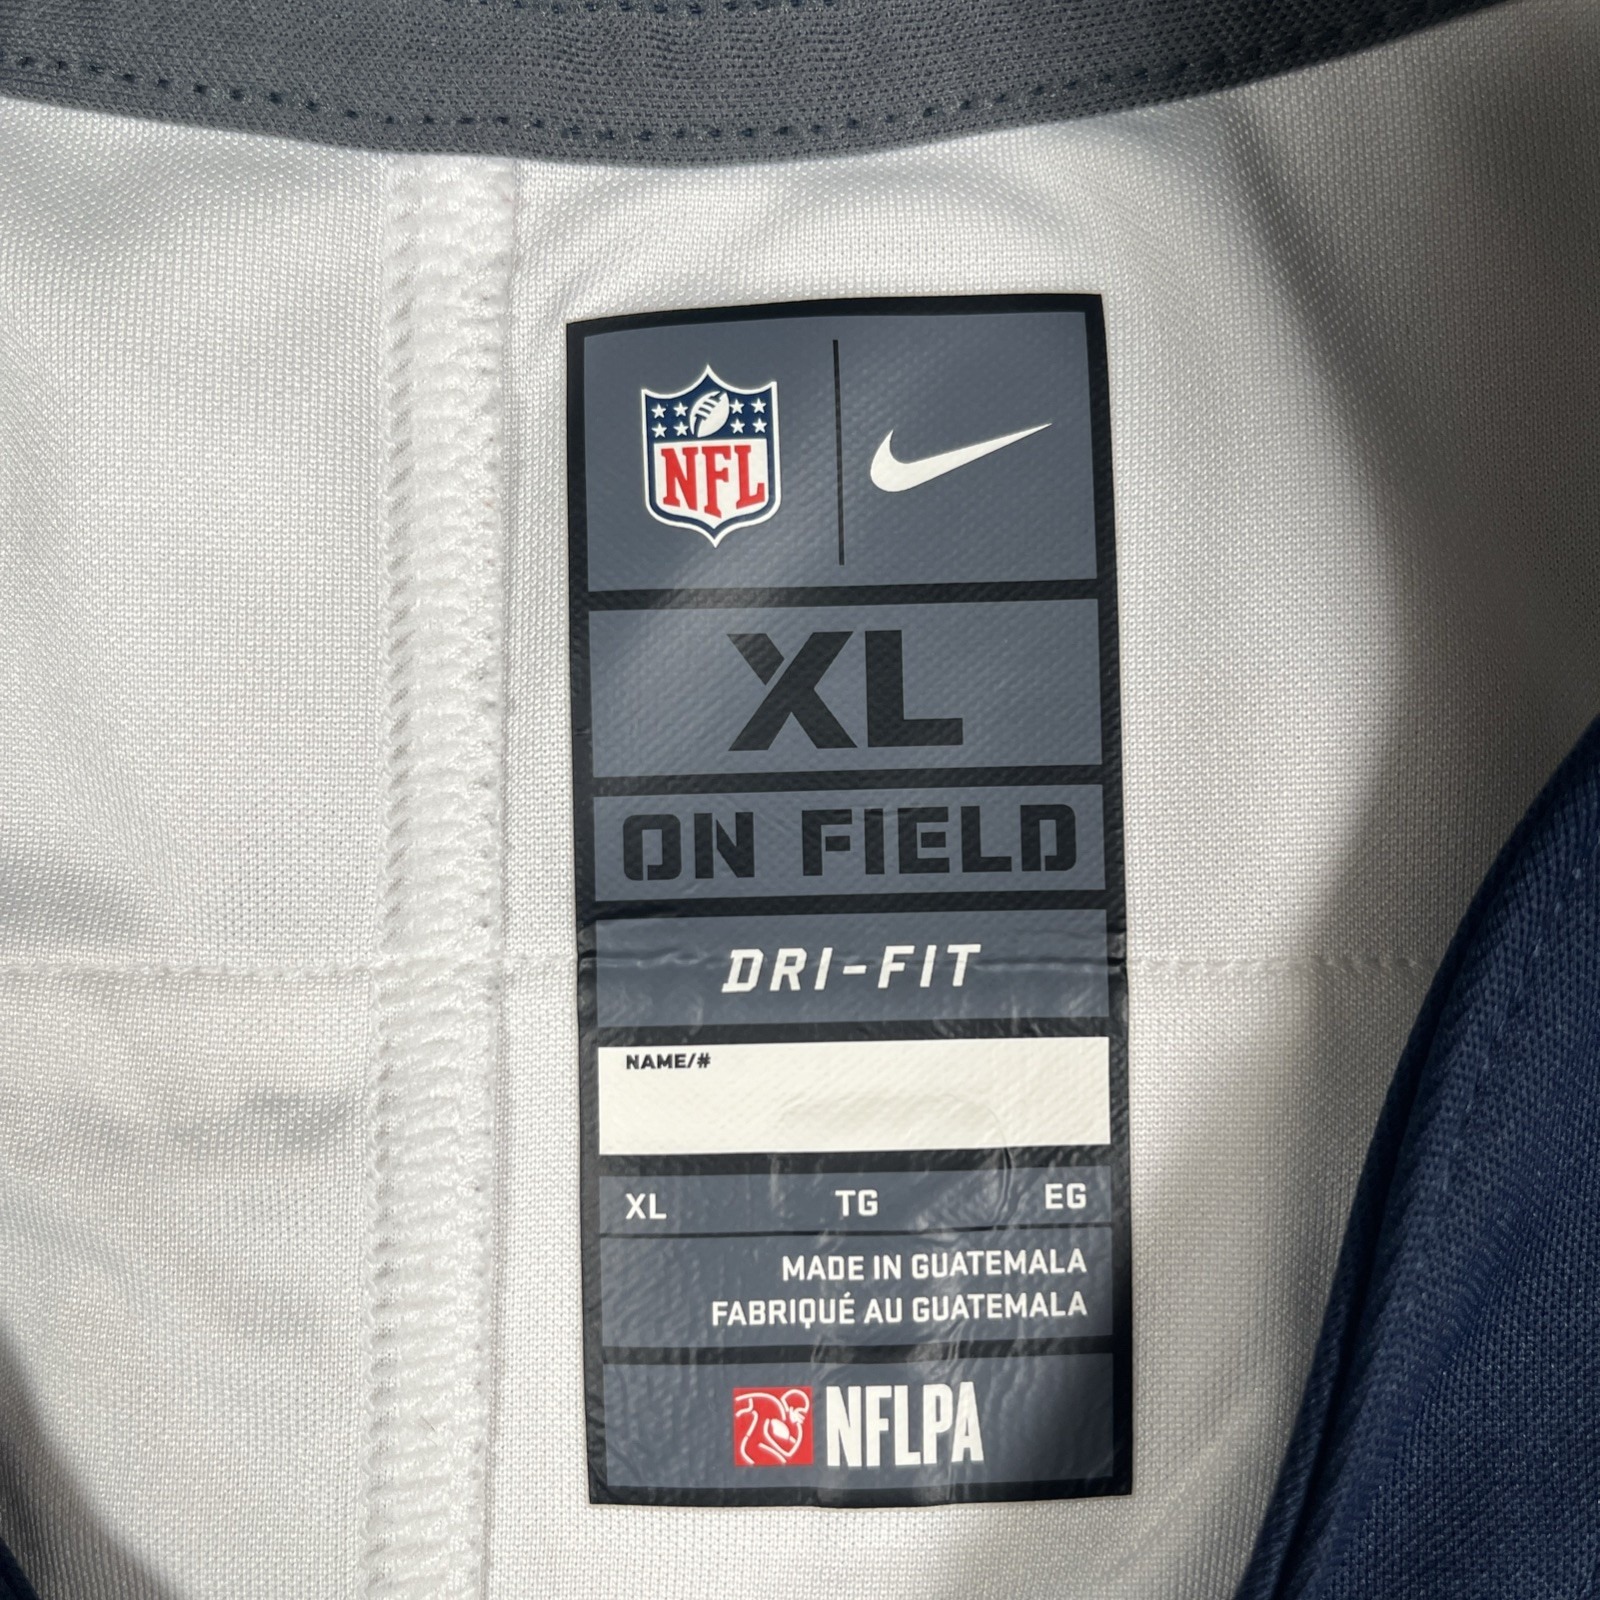 NFL
XL
ON FIELD
DRI-FIT
NAME/#
XL TG EG
MADE IN GUATEMALA
FABRIQUÉ AU GUATEMALA
NFLPA